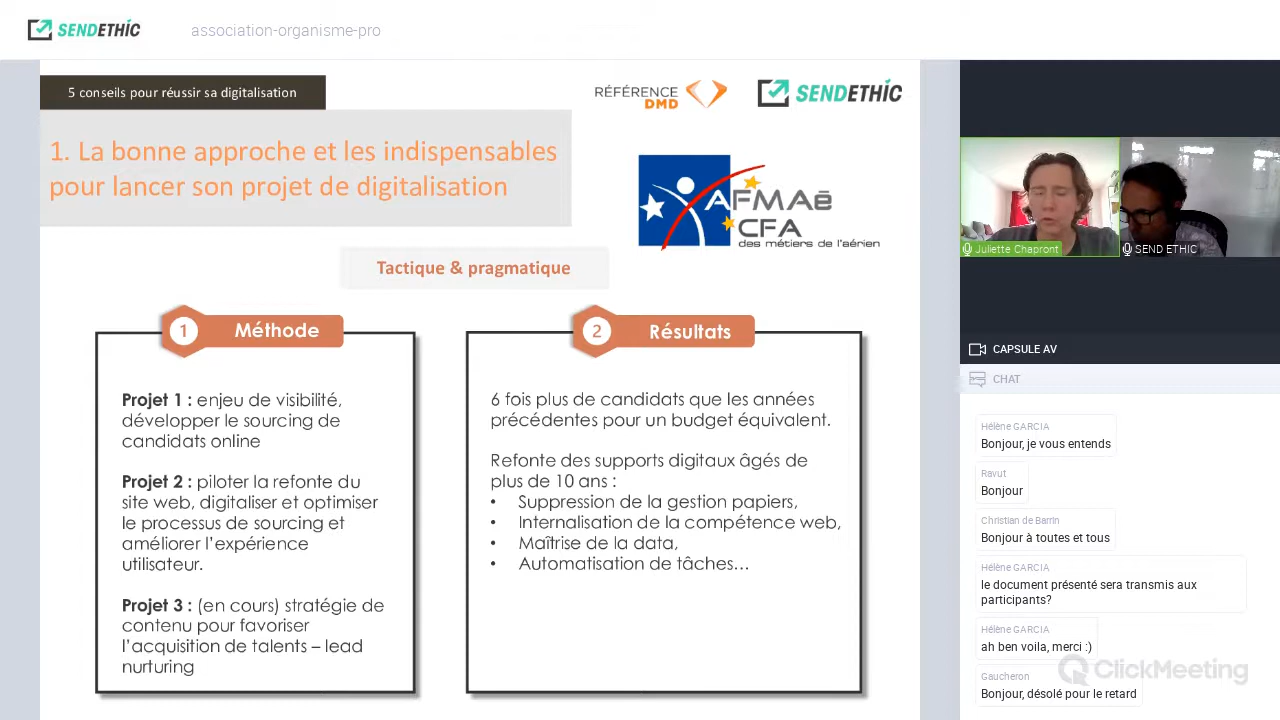 SENDETHIC
association-organisme-pro
5 conseils pour réussir sa digitalisation
RÉFÉRENCE
DMD
SENDETHIC
1. La bonne approche et les indispensables
pour lancer son projet de digitalisation
AFMAé
CFA
des métiers de l'aérien
Tactique & pragmatique
1 Méthode
Projet 1 : enjeu de visibilité,
développer le sourcing de
candidats online
Projet 2 : piloter la refonte du
site web, digitaliser et optimiser
le processus de sourcing et
améliorer l'expérience
utilisateur.
Projet 3 : (en cours) stratégie de
contenu pour favoriser
l'acquisition de talents – lead
nurturing
2 Résultats
6 fois plus de candidats que les années
précédentes pour un budget équivalent.
Refonte des supports digitaux âgés de
plus de 10 ans :
• Suppression de la gestion papiers,
• Internalisation de la compétence web,
• Maîtrise de la data,
• Automatisation de tâches…
Juliette Chapront
SEND ETHIC
CAPSULE AV
CHAT
Hélène GARCIA
Bonjour, je vous entends
Ravut
Bonjour
Christian de Barrin
Bonjour à toutes et tous
Hélène GARCIA
le document présenté sera transmis aux
participants?
Hélène GARCIA
ah ben voila, merci :)
Gaucheron
Bonjour, désolé pour le retard
ClickMeeting